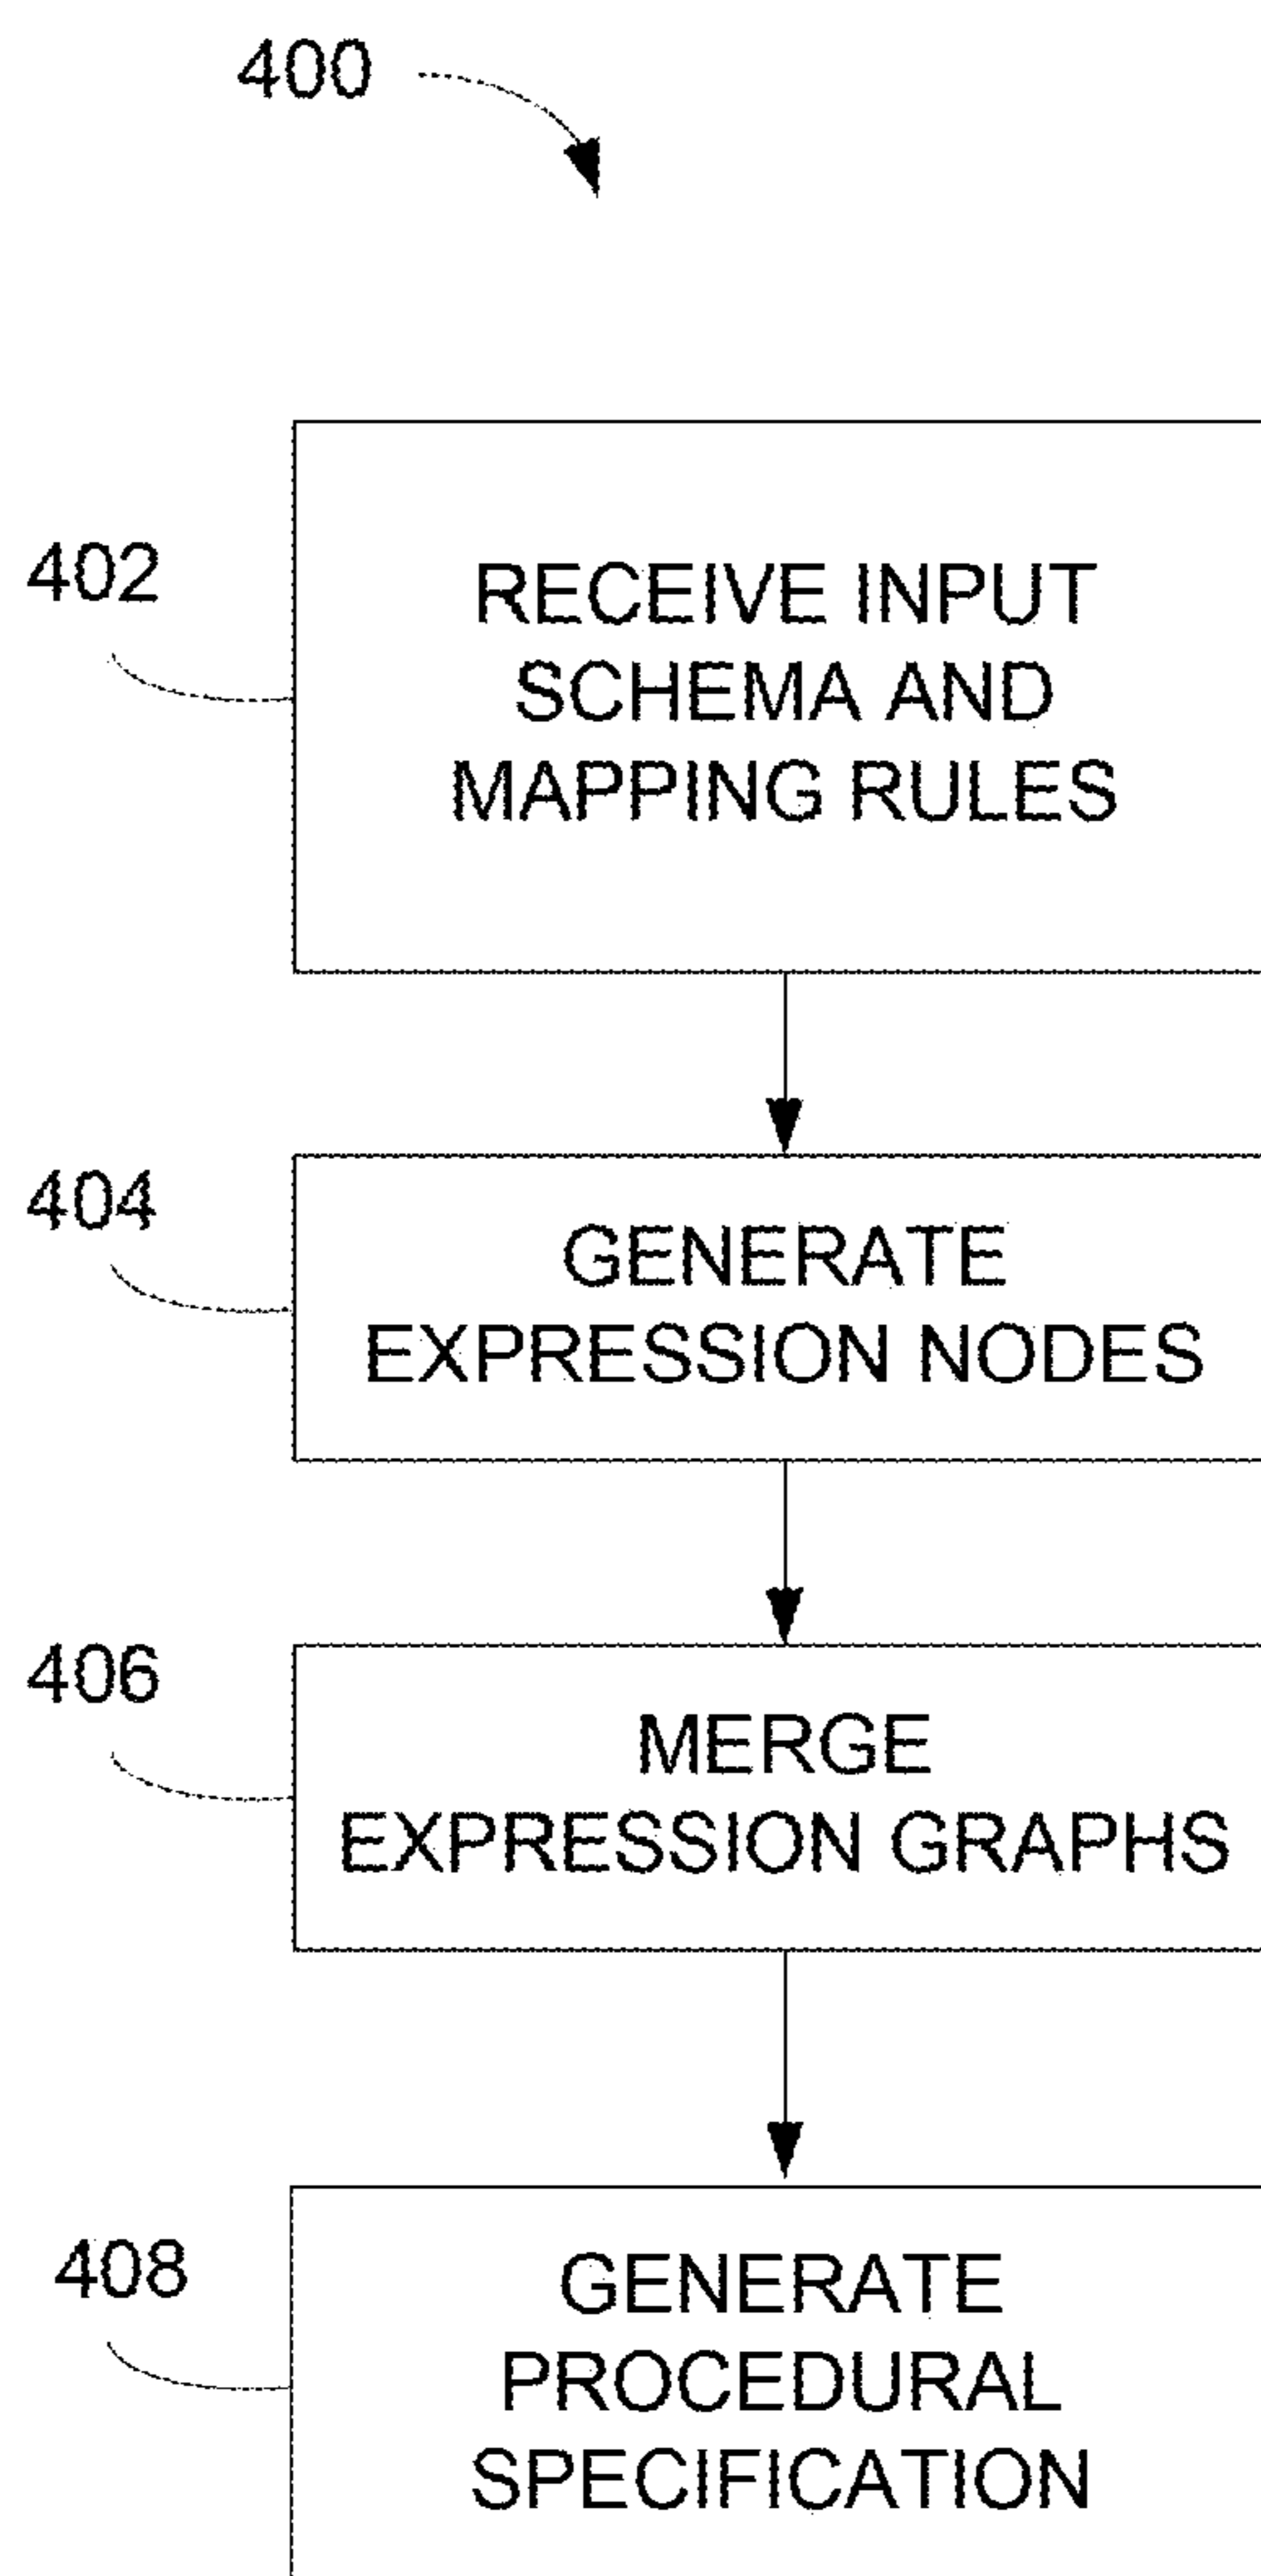 400
402
RECEIVE INPUT
SCHEMA AND
MAPPING RULES
404
GENERATE
EXPRESSION NODES
406
MERGE
EXPRESSION GRAPHS
408
GENERATE
PROCEDURAL
SPECIFICATION